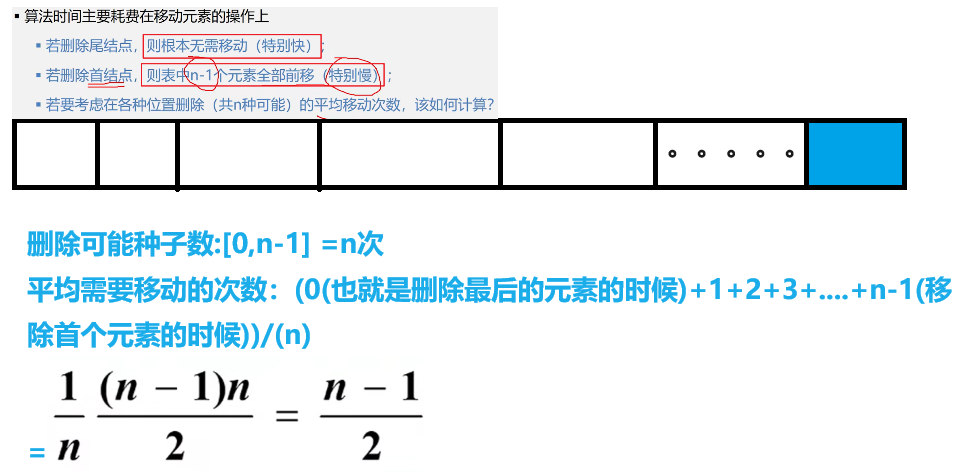 ▪ 算法时间主要耗费在移动元素的操作上
▪ 若删除尾结点，则根本无需移动（特别快）；
▪ 若删除首结点，则表中n-1个元素全部前移（特别慢）；
▪ 若要考虑在各种位置删除（共n种可能）的平均移动次数，该如何计算？
删除可能种子数:[0,n-1] =n次
平均需要移动的次数：(0(也就是删除最后的元素的时候)+1+2+3+....+n-1(移
除首个元素的时候))/(n)
= 1/n (n − 1)n/2 = n − 1/2